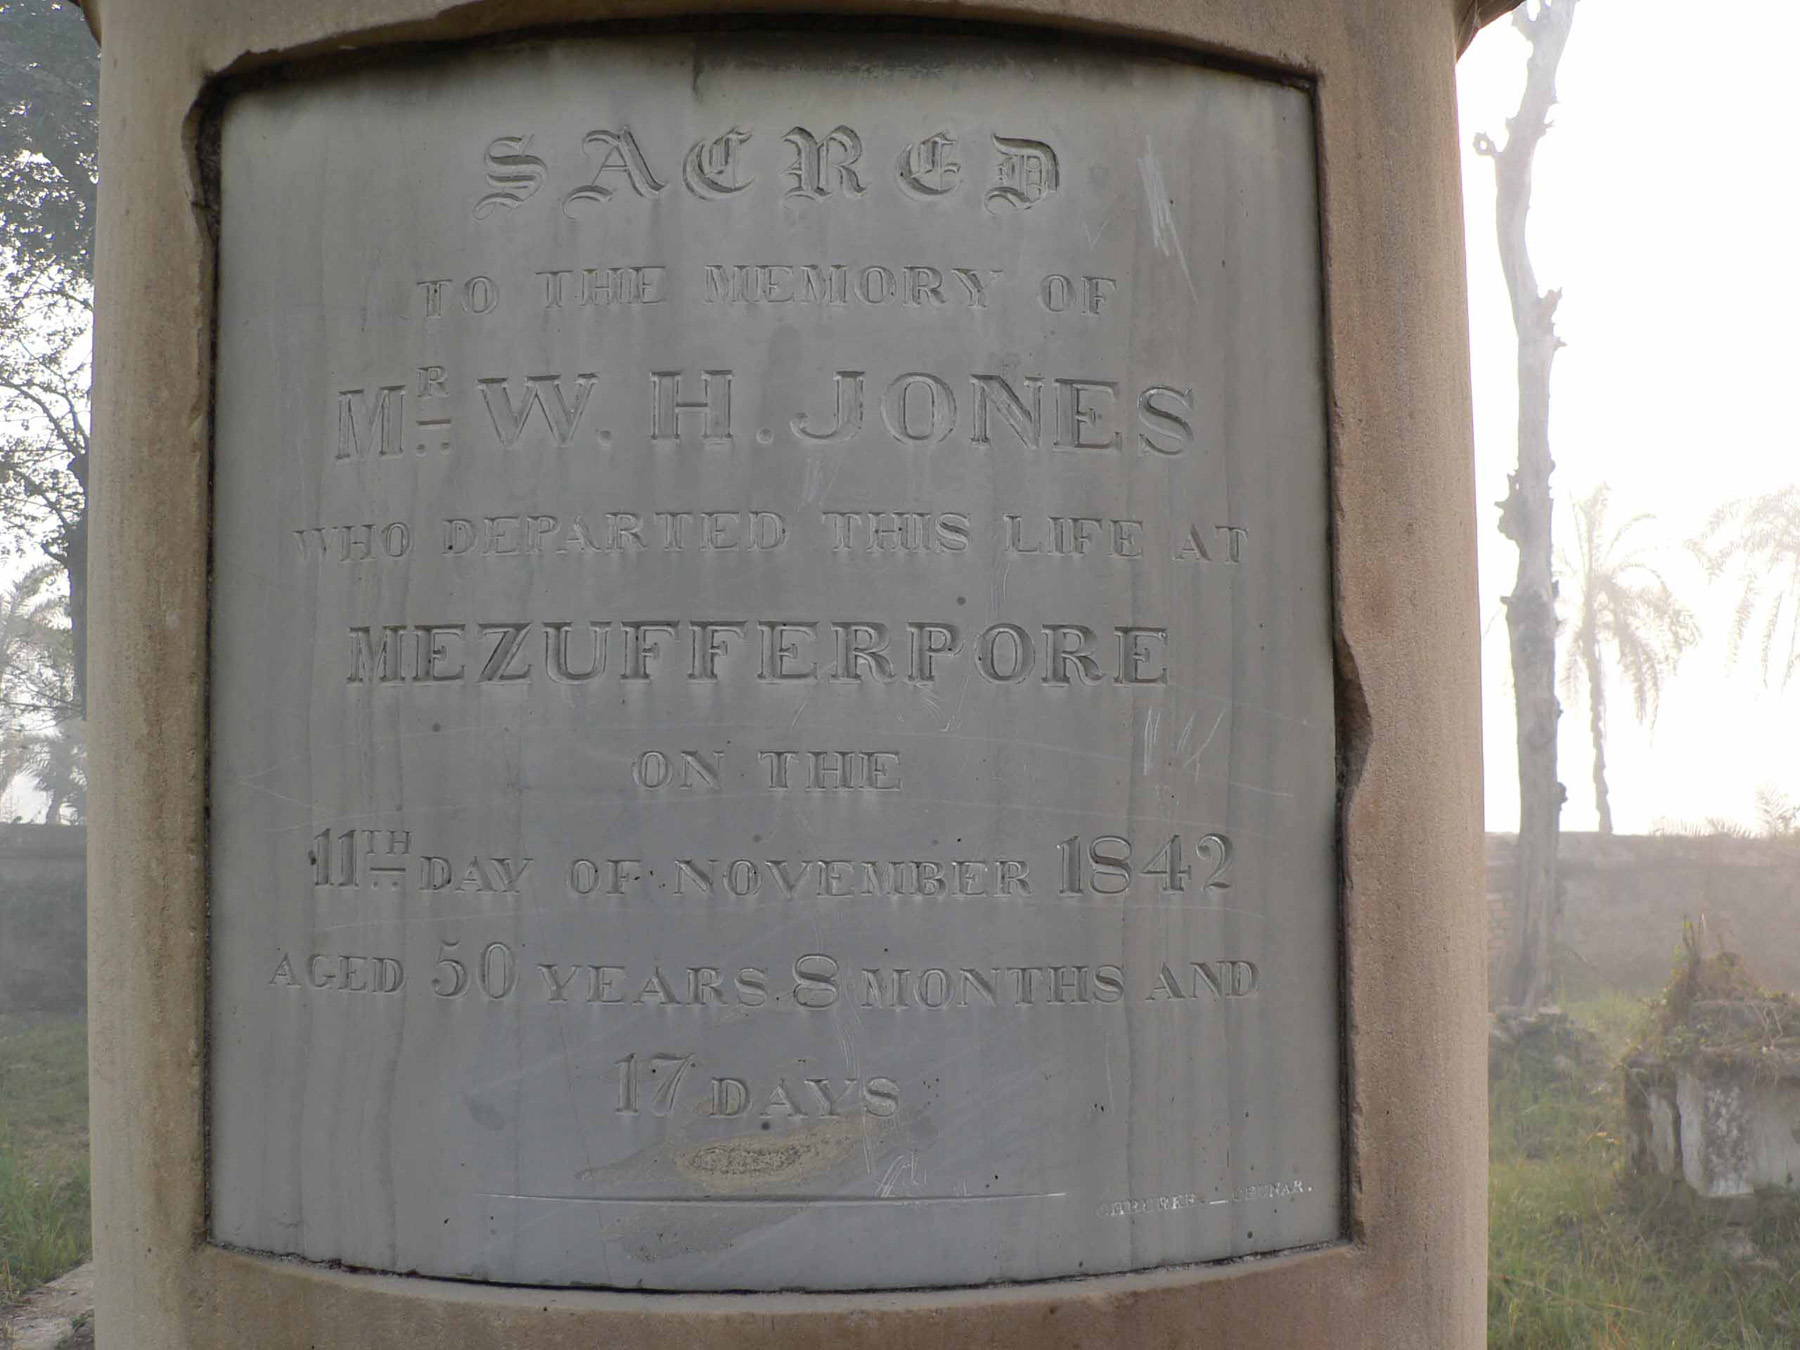 SACRED
TO THE MEMORY OF
MR. W. H. JONES
WHO DEPARTED THIS LIFE AT
MEZUFFERPORE
ON THE
11TH DAY OF NOVEMBER 1842
AGED 50 YEARS 8 MONTHS AND
17 DAYS
CHUNAR.